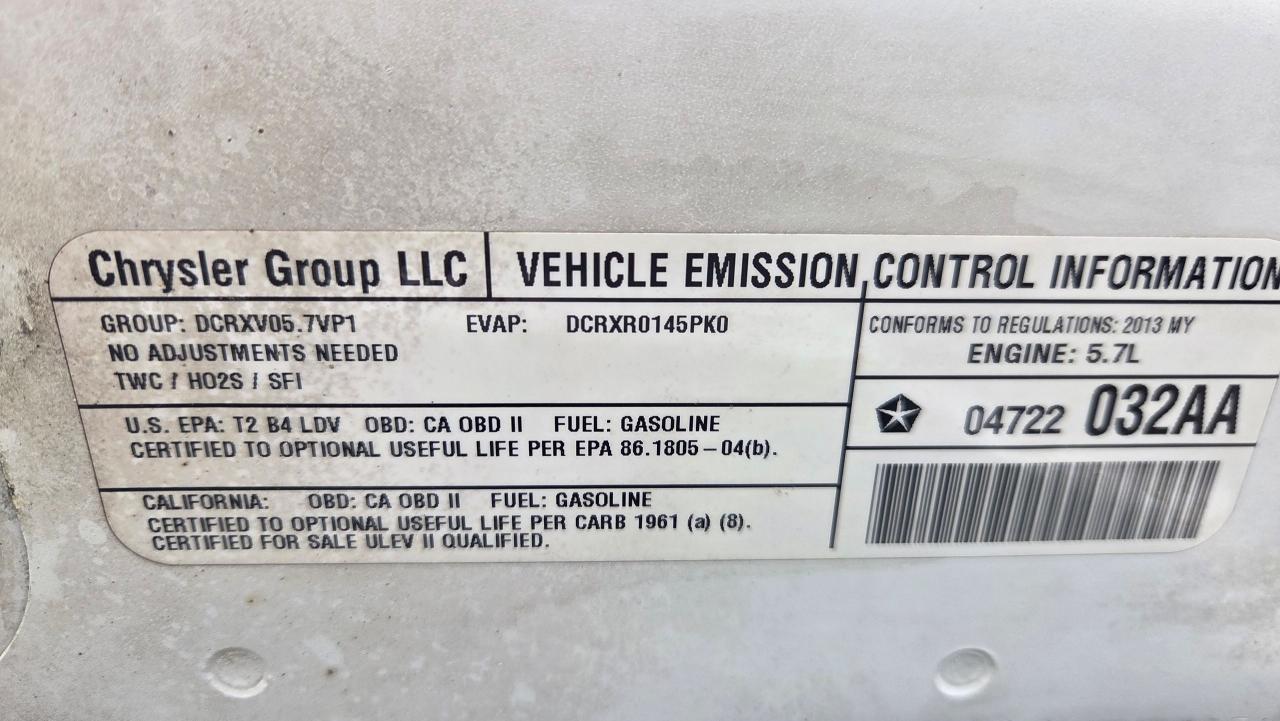 Chrysler Group LLC
VEHICLE EMISSION CONTROL INFORMATION
GROUP: DCRXV05.7VP1 EVAP: DCRXR0145PK0
NO ADJUSTMENTS NEEDED
TWC / HO2S / SFI
CONFORMS TO REGULATIONS: 2013 MY
ENGINE: 5.7L
04722 032AA
U.S. EPA: T2 B4 LDV OBD: CA OBD II FUEL: GASOLINE
CERTIFIED TO OPTIONAL USEFUL LIFE PER EPA 86.1805-04(b).
CALIFORNIA: OBD: CA OBD II FUEL: GASOLINE
CERTIFIED TO OPTIONAL USEFUL LIFE PER CARB 1961 (a) (8).
CERTIFIED FOR SALE ULEV II QUALIFIED.